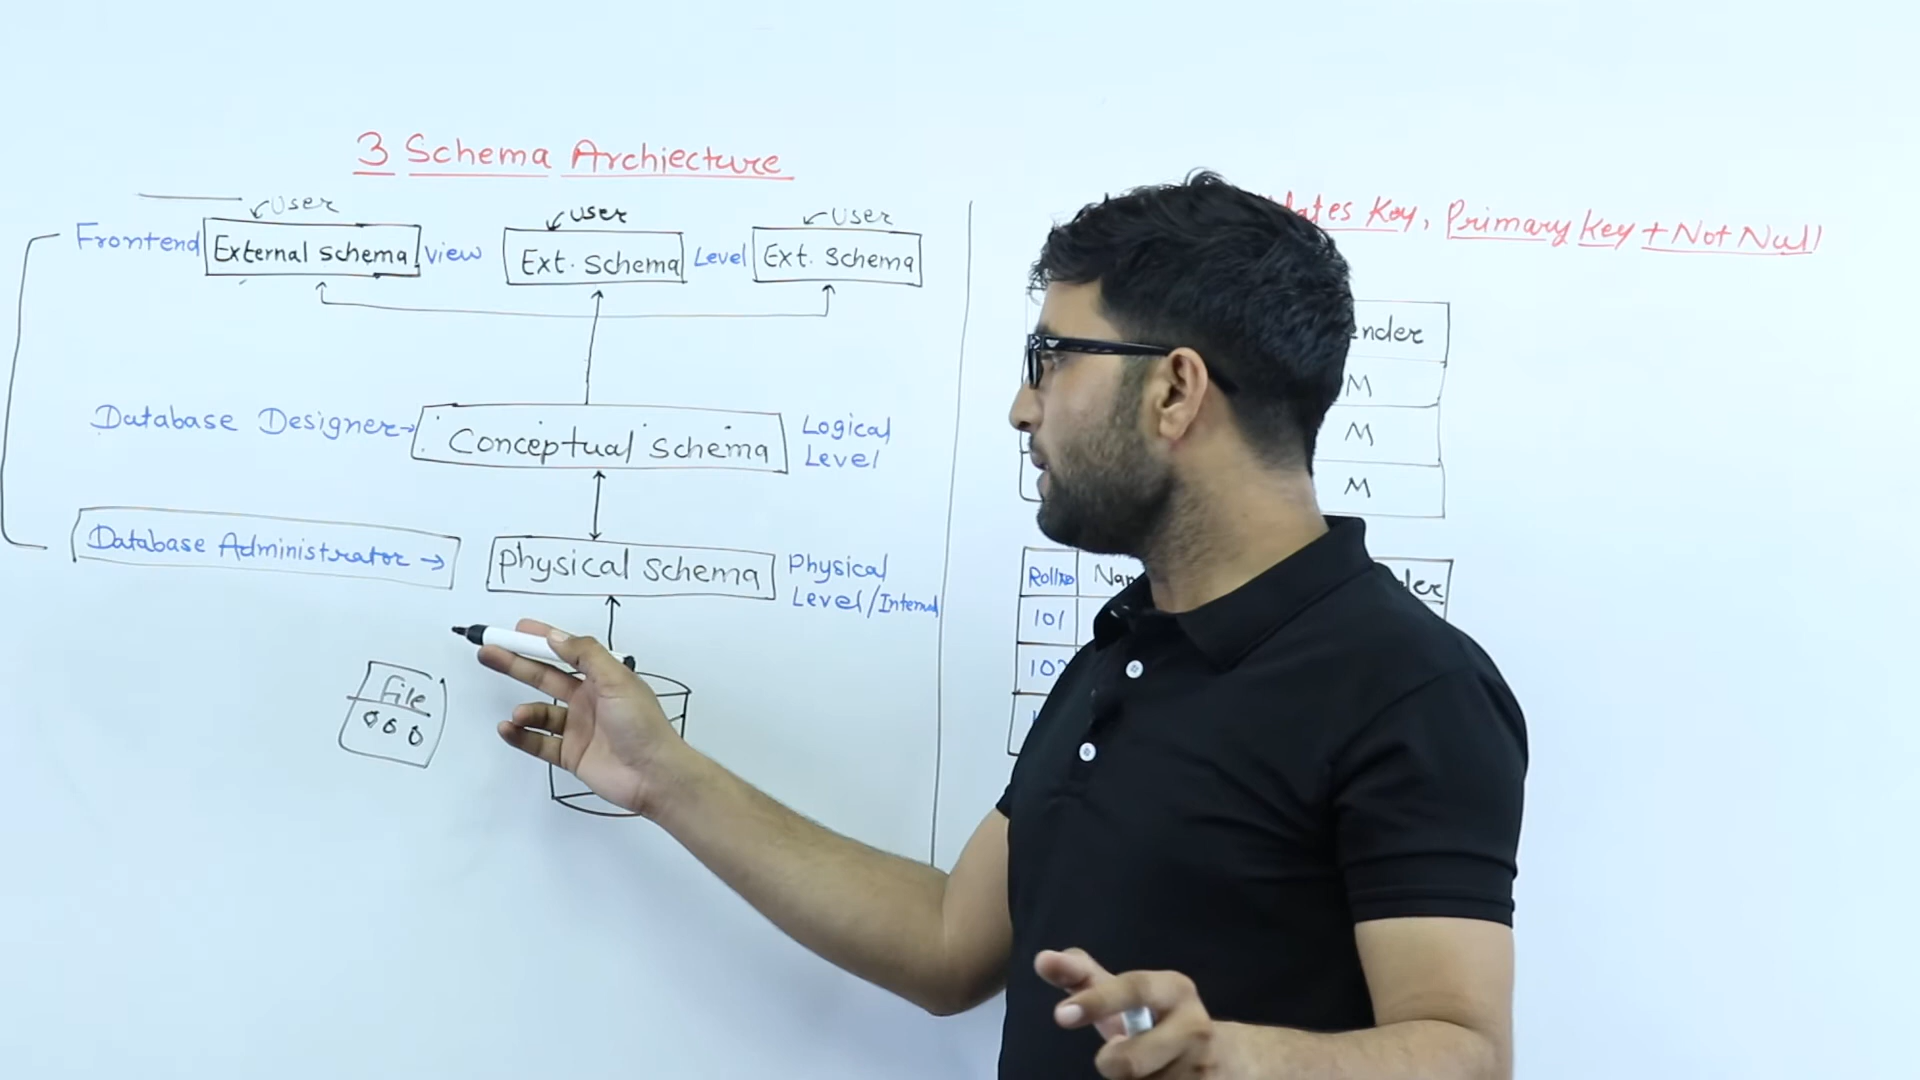 3 Schema Archiecture
User
User
User
Frontend External schema View Ext. Schema Level Ext. Schema
Database Designer→ Conceptual Schema Logical Level
Database Administrator → Physical Schema Physical Level/Internal
File
Key, Primary Key + Not Null
M
M
M
Rollno
101